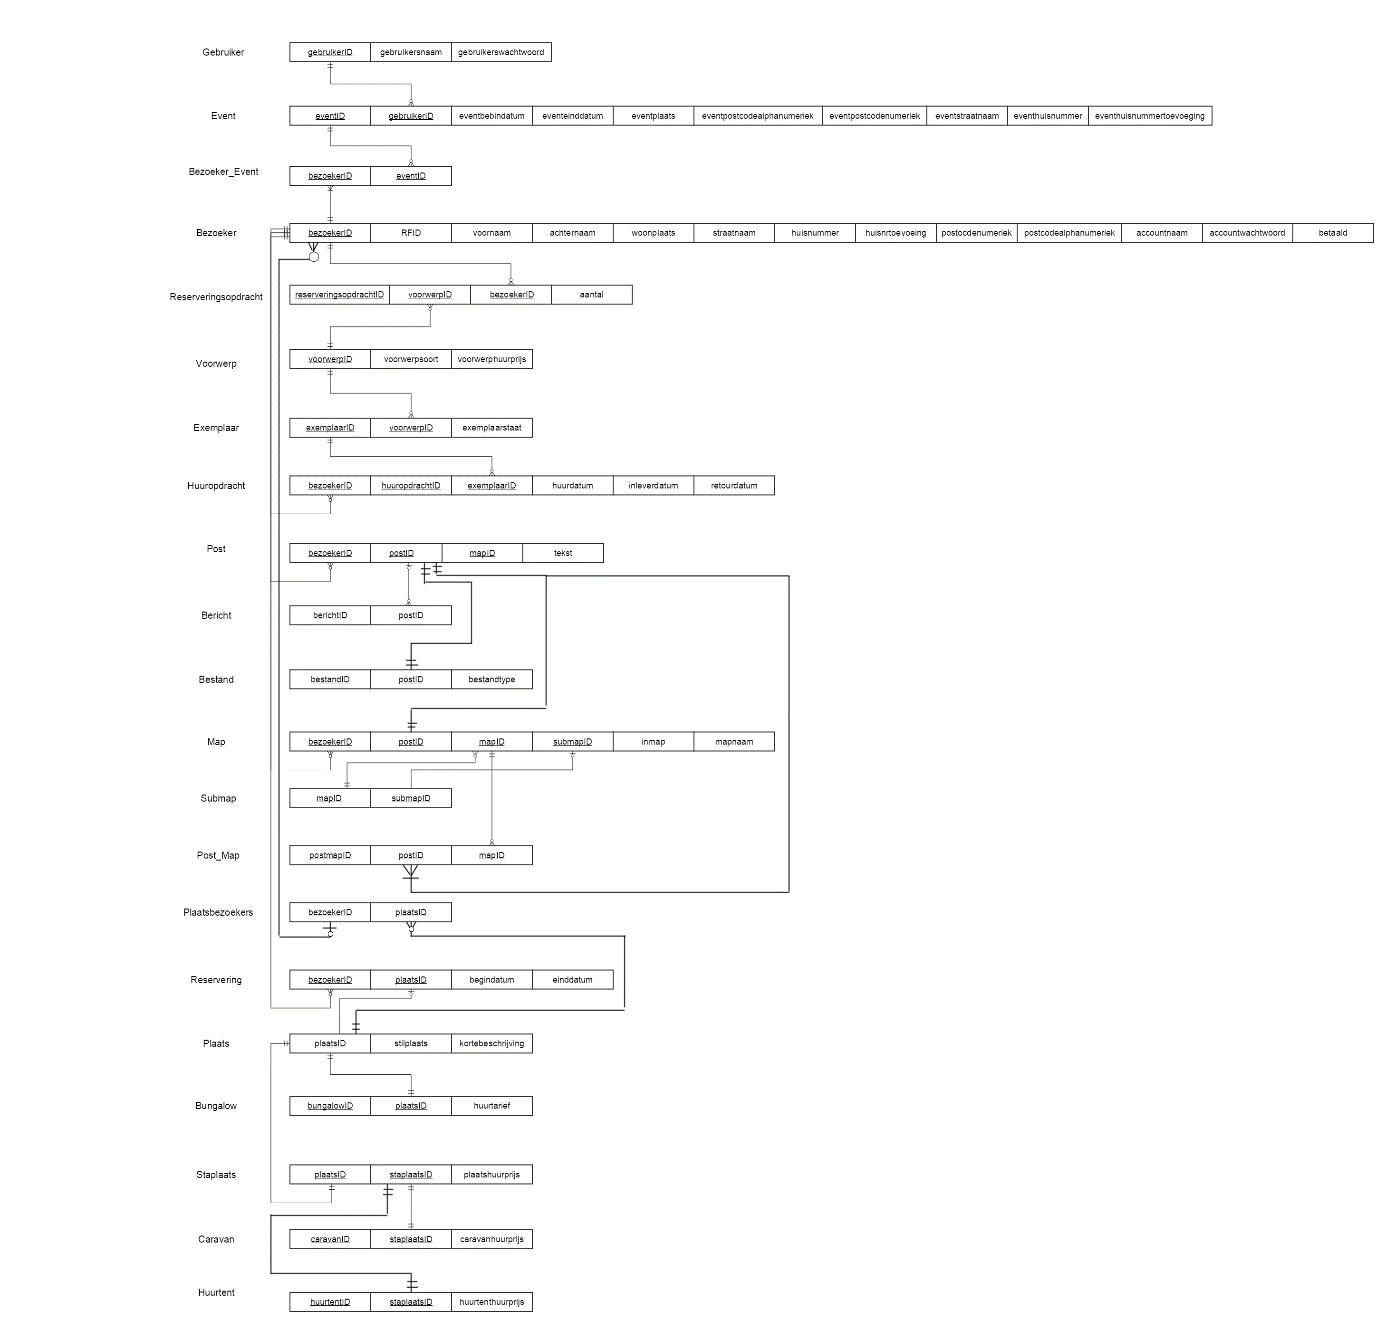 Gebruiker gebruikerID gebruikersnaam gebruikerswachtwoord
Event eventID gebruikerID eventbebindatum eventeinddatum eventplaats eventpostcodealphanumeriek eventpostcodenumeriek eventstraatnaam eventhuisnummer eventhuisnummertoevoeging
Bezoeker_Event bezoekerID eventID
Bezoeker bezoekerID RFID voornaam achternaam woonplaats straatnaam huisnummer huisnrtoevoeing postocdenumeriek postcodealphanumeriek accountnaam accountwachtwoord betaald
Reserveringsopdracht reserveringsopdrachtID voorwerpID bezoekerID aantal
Voorwerp voorwerpID voorwerpsoort voorwerphuurprijs
Exemplaar exemplaarID voorwerpID exemplaarstaat
Huuropdracht bezoekerID huuropdrachtID exemplaarID huurdatum inleverdatum retourdatum
Post bezoekerID postID mapID tekst
Bericht berichtID postID
Bestand bestandID postID bestandtype
Map bezoekerID postID mapID submapID inmap mapnaam
Submap mapID submapID
Post_Map postmapID postID mapID
Plaatsbezoekers bezoekerID plaatsID
Reservering bezoekerID plaatsID begindatum einddatum
Plaats plaatsID stilplaats kortebeschrijving
Bungalow bungalowID plaatsID huurtarief
Staplaats plaatsID staplaatsID plaatshuurprijs
Caravan caravanID staplaatsID caravanhuurprijs
Huurtent huurtentID staplaatsID huurtenthuurprijs